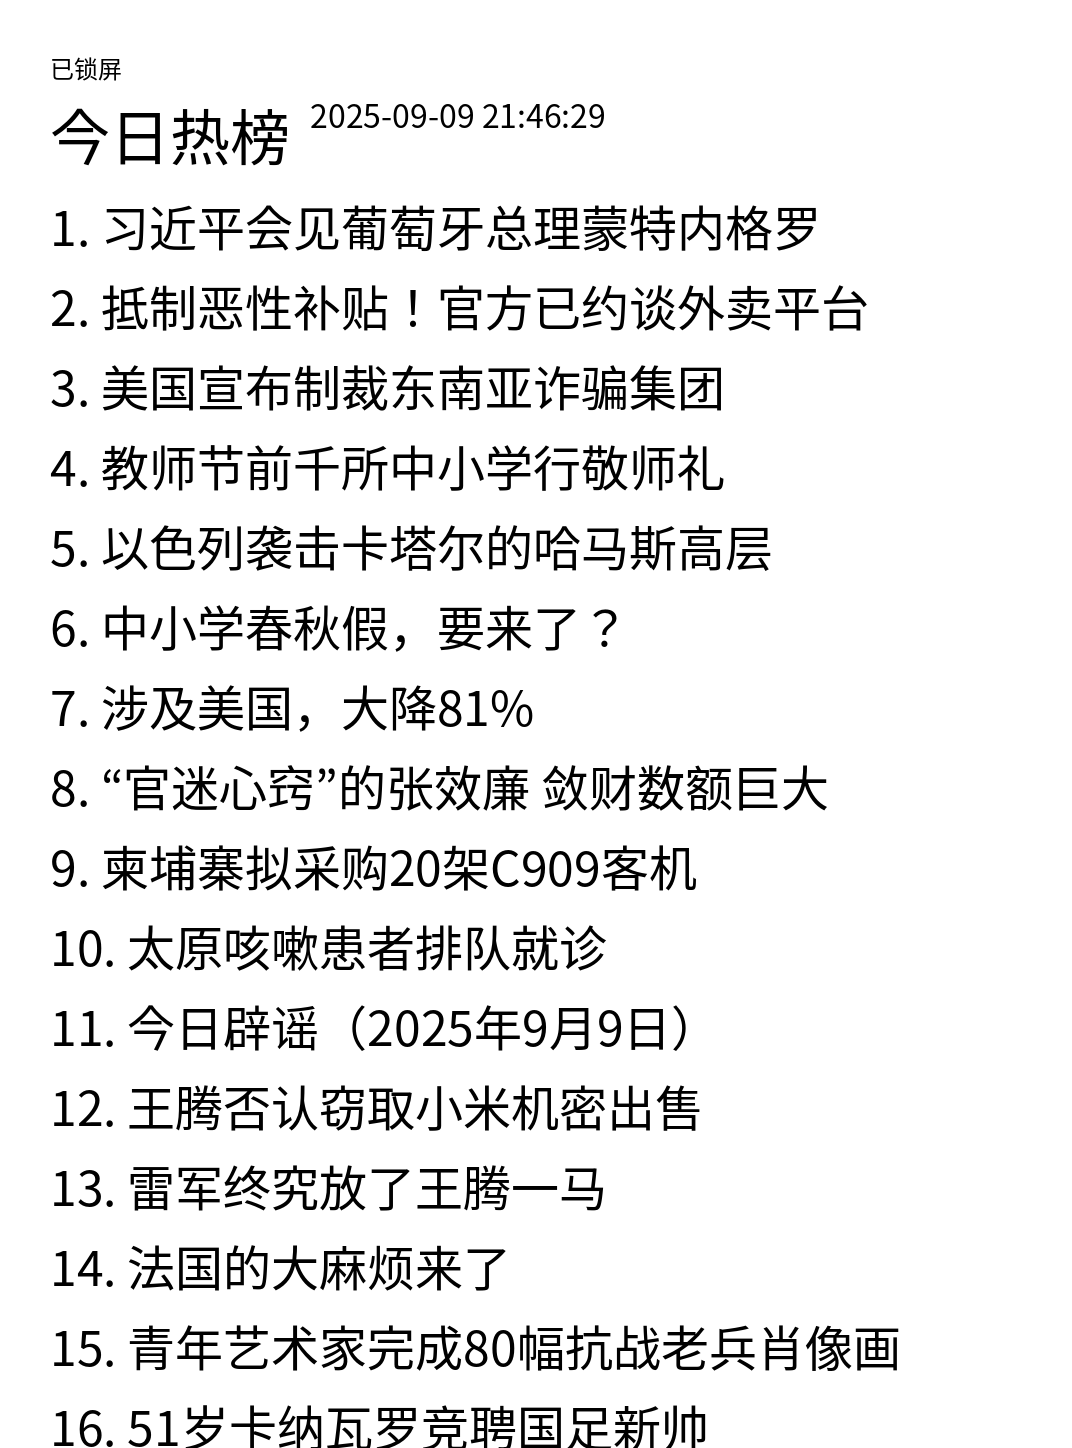 已锁屏
今日热榜 2025-09-09 21:46:29
1. 习近平会见葡萄牙总理蒙特内格罗
2. 抵制恶性补贴！官方已约谈外卖平台
3. 美国宣布制裁东南亚诈骗集团
4. 教师节前千所中小学行敬师礼
5. 以色列袭击卡塔尔的哈马斯高层
6. 中小学春秋假，要来了？
7. 涉及美国，大降81%
8. “官迷心窍”的张效廉 敛财数额巨大
9. 柬埔寨拟采购20架C909客机
10. 太原咳嗽患者排队就诊
11. 今日辟谣（2025年9月9日）
12. 王腾否认窃取小米机密出售
13. 雷军终究放了王腾一马
14. 法国的大麻烦来了
15. 青年艺术家完成80幅抗战老兵肖像画
16. 51岁卡纳瓦罗竞聘国足新帅